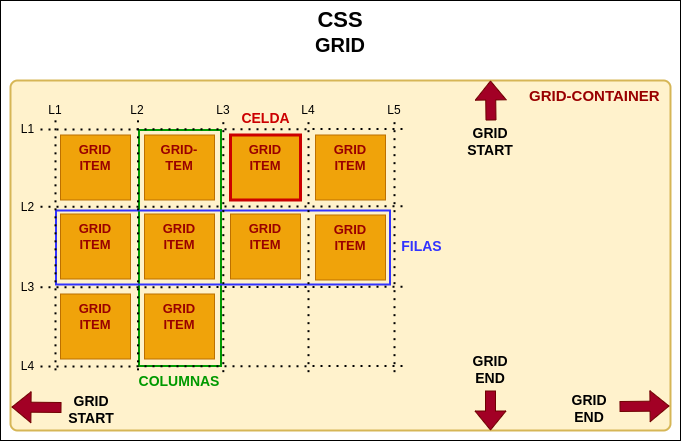 CSS
GRID
GRID-CONTAINER
L1 L2 L3 L4 L5
CELDA
L1
GRID ITEM
GRID-TEM
GRID ITEM
GRID ITEM
GRID START
L2
GRID ITEM
GRID ITEM
GRID ITEM
GRID ITEM
FILAS
L3
GRID ITEM
GRID ITEM
L4
COLUMNAS
GRID END
GRID START
GRID END